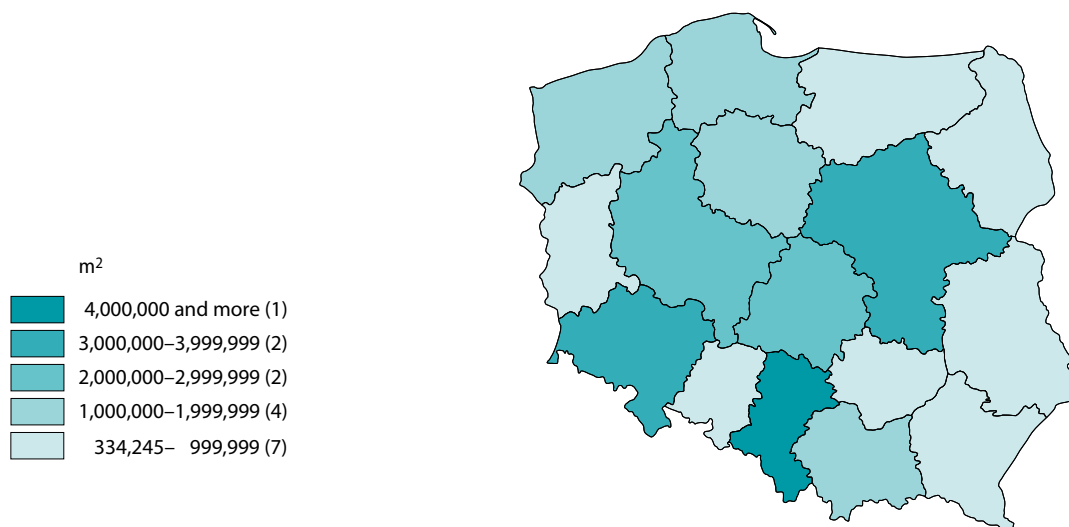 m²
4,000,000 and more (1)
3,000,000–3,999,999 (2)
2,000,000–2,999,999 (2)
1,000,000–1,999,999 (4)
334,245– 999,999 (7)